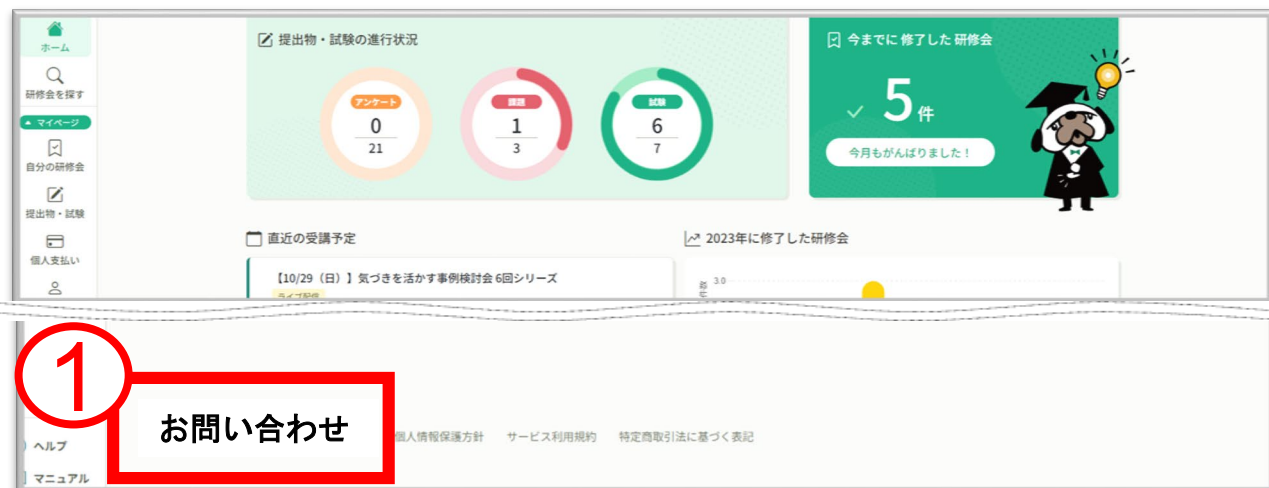 ホーム
研修会を探す
マイページ
自分の研修会
提出物・試験
個人支払い
提出物・試験の進行状況
アンケート
0
21
課題
1
3
試験
6
7
今までに修了した研修会
5件
今月もがんばりました！
直近の受講予定
【10/29（日）】気づきを活かす事例検討会 6回シリーズ
ライブ配信
2023年に修了した研修会
3.0
件数
1
お問い合わせ
個人情報保護方針 サービス利用規約 特定商取引法に基づく表記
ヘルプ
マニュアル